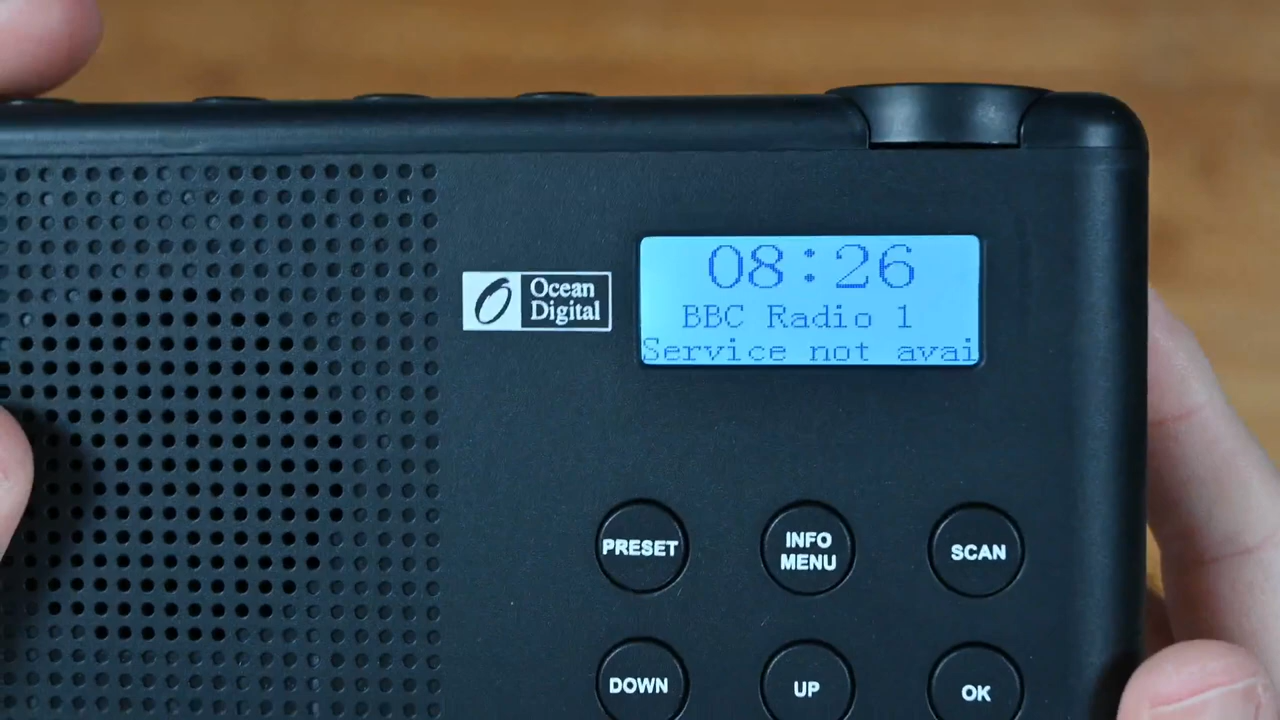 08:26
BBC Radio 1
Service not avai
Ocean
Digital
PRESET
INFO
MENU
SCAN
DOWN
UP
OK